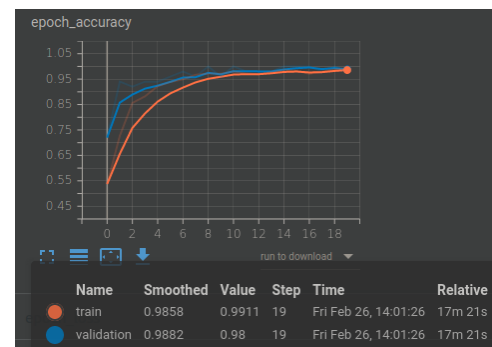 epoch_accuracy
1.05
0.95
0.85
0.75
0.65
0.55
0.45
0 2 4 6 8 10 12 14 16 18
run to download
Name Smoothed Value Step Time Relative
train 0.9858 0.9911 19 Fri Feb 26, 14:01:26 17m 21s
validation 0.9882 0.98 19 Fri Feb 26, 14:01:26 17m 21s